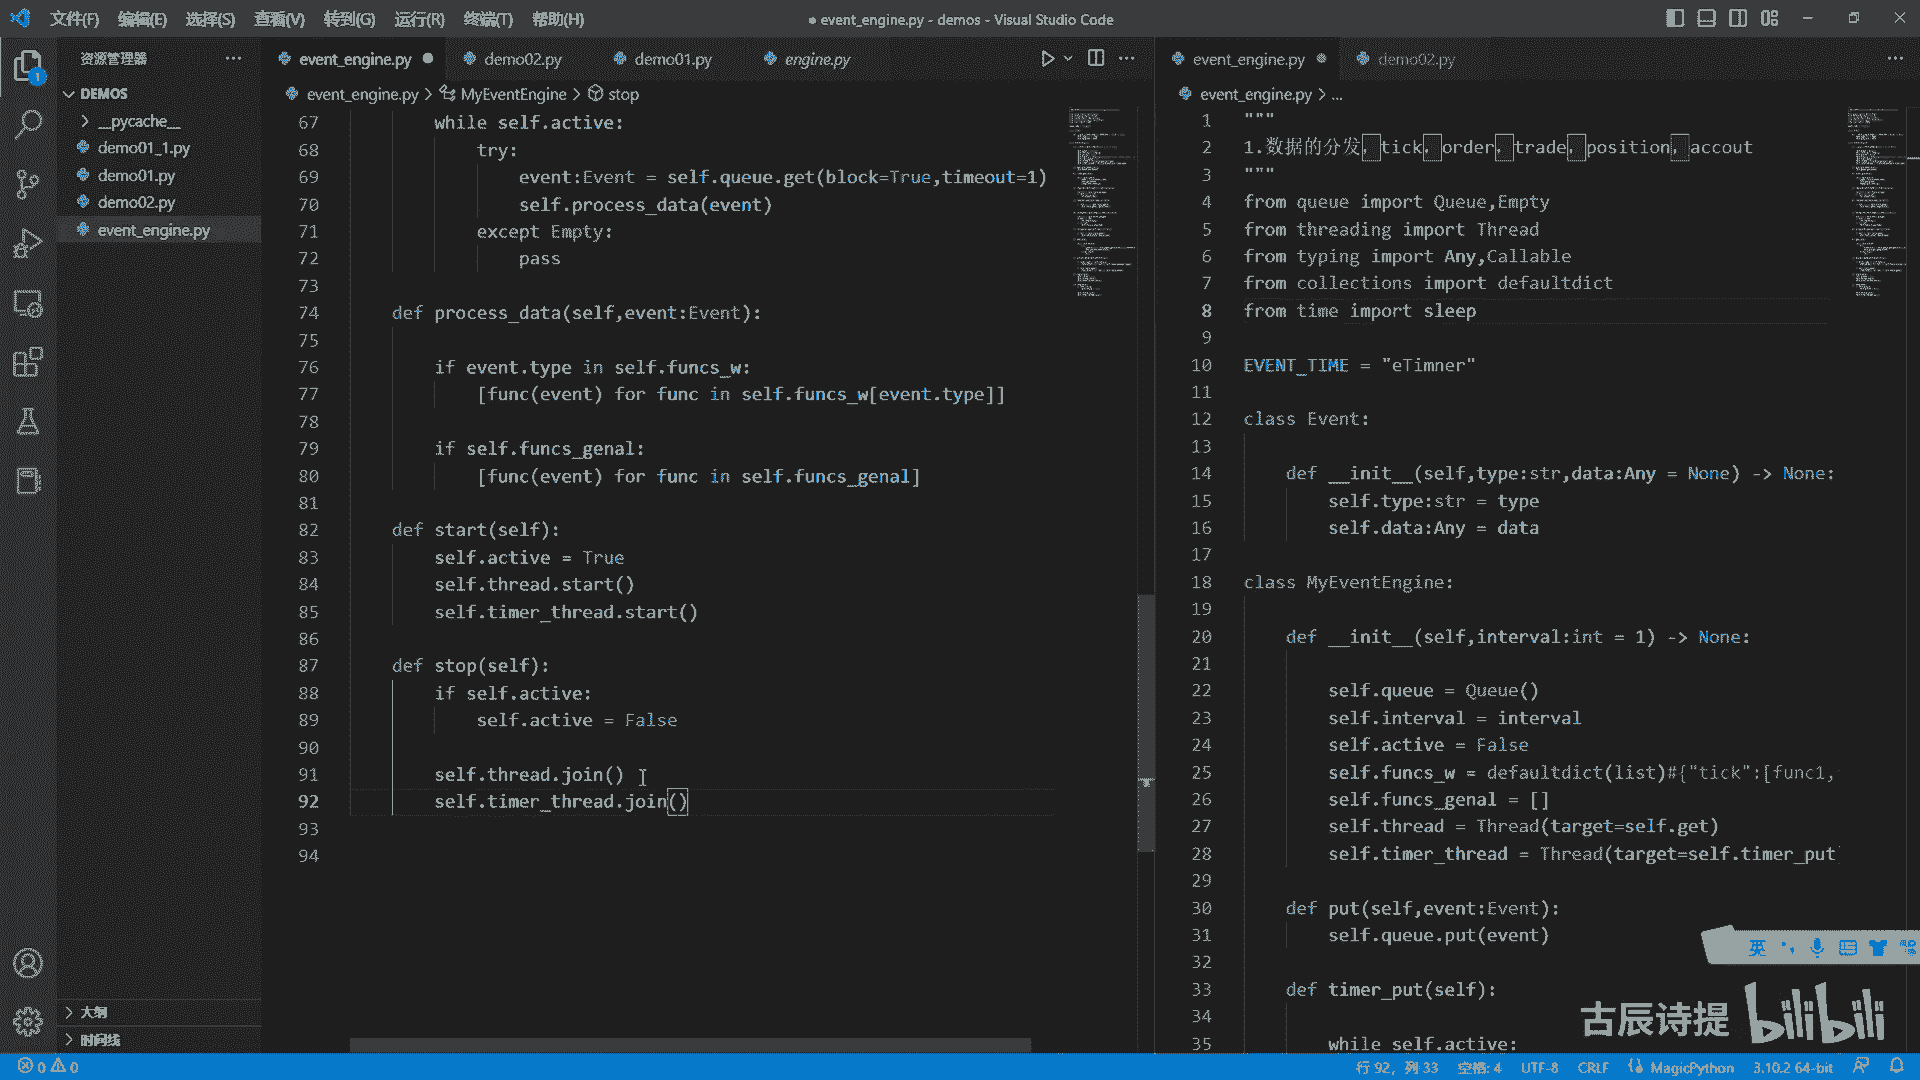 文件(F) 编辑(E) 选择(S) 查看(V) 转到(G) 运行(R) 终端(T) 帮助(H)
● event_engine.py - demos - Visual Studio Code
资源管理器
DEMOS
__pycache__
demo01_1.py
demo01.py
demo02.py
event_engine.py
大纲
时间线
1
event_engine.py demo02.py demo01.py engine.py
event_engine.py > MyEventEngine > stop
67 while self.active:
68 try:
69 event:Event = self.queue.get(block=True,timeout=1)
70 self.process_data(event)
71 except Empty:
72 pass
73
74 def process_data(self,event:Event):
75
76 if event.type in self.funcs_w:
77 [func(event) for func in self.funcs_w[event.type]]
78
79 if self.funcs_genal:
80 [func(event) for func in self.funcs_genal]
81
82 def start(self):
83 self.active = True
84 self.thread.start()
85 self.timer_thread.start()
86
87 def stop(self):
88 if self.active:
89 self.active = False
90
91 self.thread.join()
92 self.timer_thread.join()
93
94
event_engine.py demo02.py
event_engine.py > ...
1 """
2 1.数据的分发，tick，order，trade，position，accout
3 """
4 from queue import Queue,Empty
5 from threading import Thread
6 from typing import Any,Callable
7 from collections import defaultdict
8 from time import sleep
9
10 EVENT_TIME = "eTimner"
11
12 class Event:
13
14 def __init__(self,type:str,data:Any = None) -> None:
15 self.type:str = type
16 self.data:Any = data
17
18 class MyEventEngine:
19
20 def __init__(self,interval:int = 1) -> None:
21
22 self.queue = Queue()
23 self.interval = interval
24 self.active = False
25 self.funcs_w = defaultdict(list)#{"tick":[func1,
26 self.funcs_genal = []
27 self.thread = Thread(target=self.get)
28 self.timer_thread = Thread(target=self.timer_put
29
30 def put(self,event:Event):
31 self.queue.put(event)
32
33 def timer_put(self):
34
35 while self.active:
英
古辰诗提 bilibili
0 0
行 92，列 33 空格: 4 UTF-8 CRLF MagicPython 3.10.2 64-bit